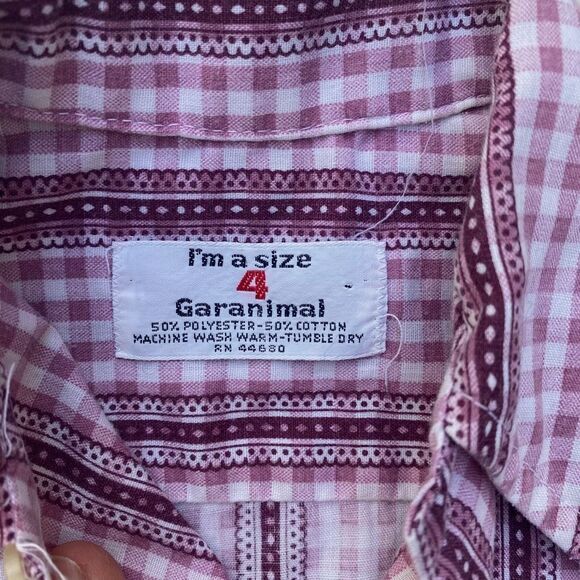 I'm a size
4
Garanimal
50% POLYESTER-50% COTTON
MACHINE WASH WARM-TUMBLE DRY
RN 44680